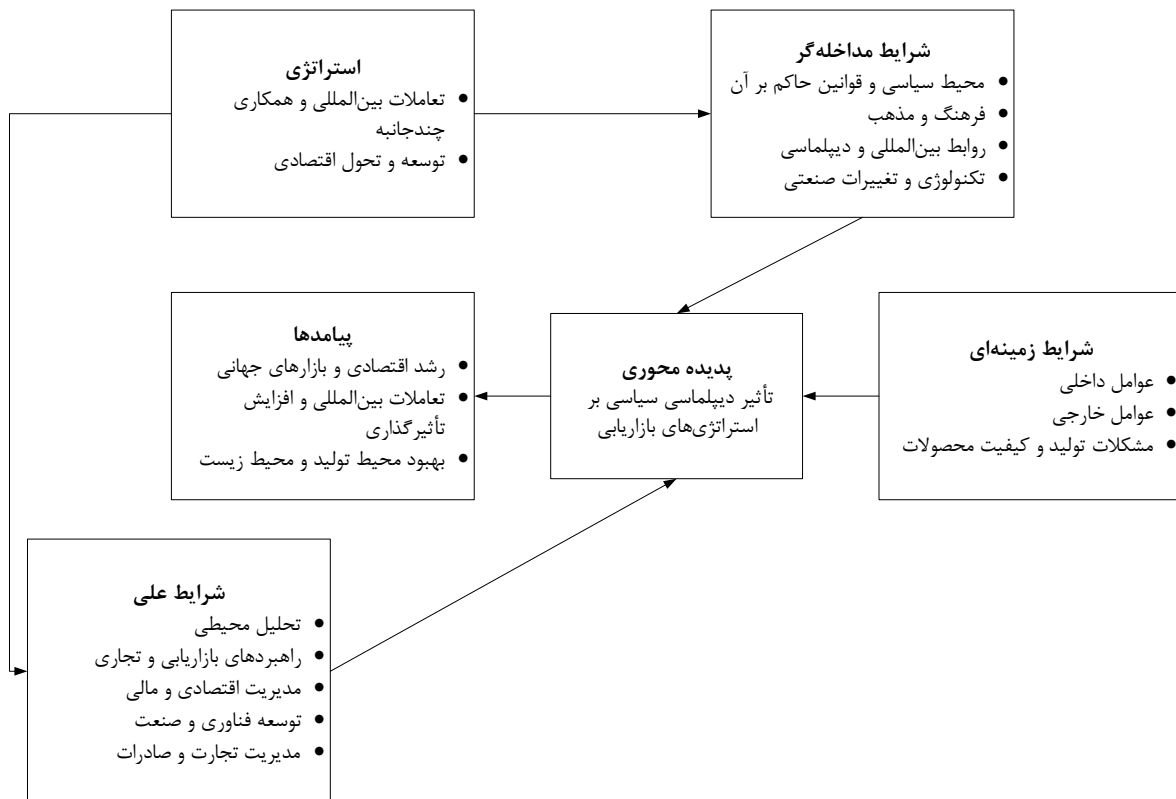 شرایط مداخله‌گر
• محیط سیاسی و قوانین حاکم بر آن
• فرهنگ و مذهب
• روابط بین‌المللی و دیپلماسی
• تکنولوژی و تغییرات صنعتی
استراتژی
• تعاملات بین‌المللی و همکاری
چندجانبه
• توسعه و تحول اقتصادی
شرایط زمینه‌ای
• عوامل داخلی
• عوامل خارجی
• مشکلات تولید و کیفیت محصولات
پدیده محوری
تأثیر دیپلماسی سیاسی بر
استراتژی‌های بازاریابی
پیامدها
• رشد اقتصادی و بازارهای جهانی
• تعاملات بین‌المللی و افزایش
تأثیرگذاری
• بهبود محیط تولید و محیط زیست
شرایط علی
• تحلیل محیطی
• راهبردهای بازاریابی و تجاری
• مدیریت اقتصادی و مالی
• توسعه فناوری و صنعت
• مدیریت تجارت و صادرات